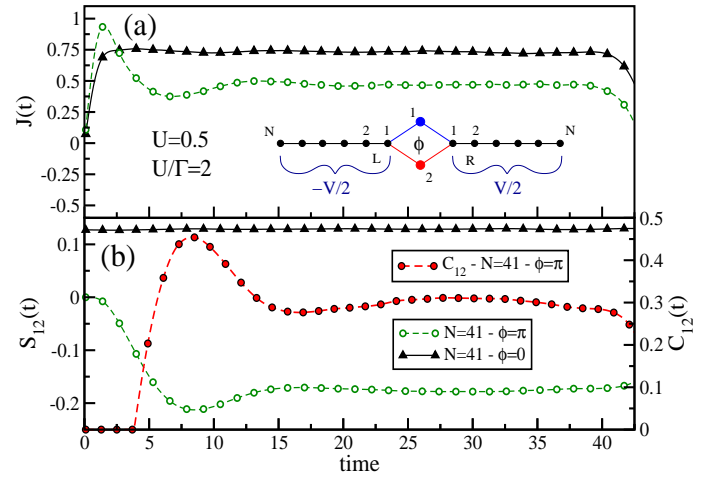 (a)
1
0.75
0.5
0.25
0
-0.25
-0.5
J(t)
U=0.5
U/Γ=2
N 2 1 1 ϕ 2 1 2 N
L R
−V/2 V/2
(b)
0.1
0
-0.1
-0.2
S12(t)
C12 - N=41 - ϕ=π
N=41 - ϕ=π
N=41 - ϕ=0
0.5
0.4
0.3
0.2
0.1
0
C12(t)
0 5 10 15 20 25 30 35 40
time